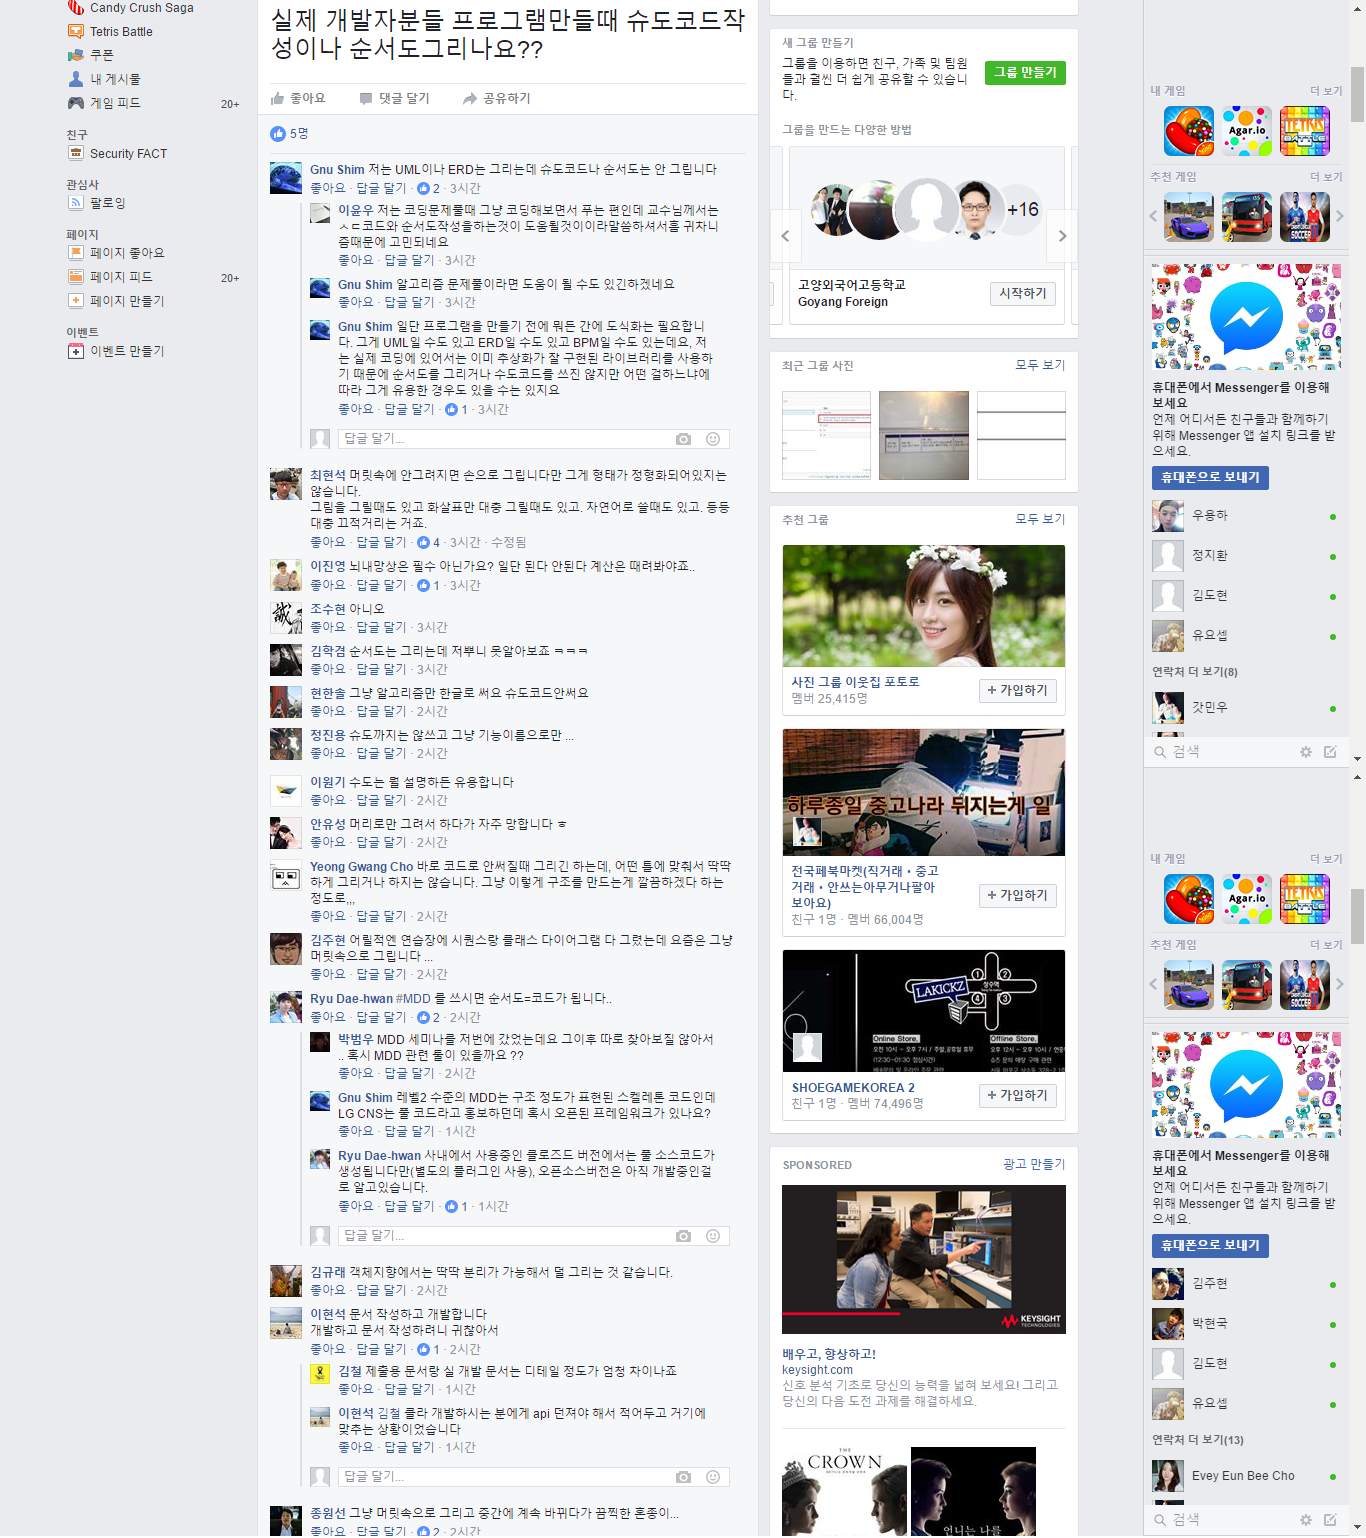 Candy Crush Saga
Tetris Battle
쿠폰
내 게시물
게임 피드 20+
친구
Security FACT
관심사
팔로잉
페이지
페이지 좋아요
페이지 피드 20+
페이지 만들기
이벤트
이벤트 만들기
실제 개발자분들 프로그램만들때 슈도코드작
성이나 순서도그리나요??
좋아요 댓글 달기 공유하기
5명
Gnu Shim 저는 UML이나 ERD는 그리는데 슈도코드나 순서도는 안 그립니다
좋아요 · 답글 달기 · 2 · 3시간
이윤우 저는 코딩문제풀때 그냥 코딩해보면서 푸는 편인데 교수님께서는
ㅅㄷ코드와 순서도작성을하는것이 도움될것이이라말씀하셔서흘 귀차니
즘때문에 고민되네요
좋아요 · 답글 달기 · 3시간
Gnu Shim 알고리즘 문제풀이라면 도움이 될 수도 있긴하겠네요
좋아요 · 답글 달기 · 3시간
Gnu Shim 일단 프로그램을 만들기 전에 뭐든 간에 도식화는 필요합니
다. 그게 UML일 수도 있고 ERD일 수도 있고 BPM일 수도 있는데요, 저
는 실제 코딩에 있어서는 이미 추상화가 잘 구현된 라이브러리를 사용하
기 때문에 순서도를 그리거나 수도코드를 쓰진 않지만 어떤 걸하느냐에
따라 그게 유용한 경우도 있을 수는 있지요
좋아요 · 답글 달기 · 1 · 3시간
답글 달기...
최현석 머릿속에 안그려지면 손으로 그립니다만 그게 형태가 정형화되어있지는
않습니다.
그림을 그릴때도 있고 화살표만 대충 그릴때도 있고. 자연어로 쓸때도 있고. 등등
대충 끄적거리는 거죠.
좋아요 · 답글 달기 · 4 · 3시간 · 수정됨
이진영 뇌내망상은 필수 아닌가요? 일단 된다 안된다 계산은 때려봐야죠..
좋아요 · 답글 달기 · 1 · 3시간
조수현 아니오
좋아요 · 답글 달기 · 3시간
김학겸 순서도는 그리는데 저뿌니 못알아보죠 ㅋㅋㅋ
좋아요 · 답글 달기 · 3시간
현한솔 그냥 알고리즘만 한글로 써요 슈도코드안써요
좋아요 · 답글 달기 · 2시간
정진용 슈도까지는 않쓰고 그냥 기능이름으로만 ...
좋아요 · 답글 달기 · 2시간
이원기 수도는 뭘 설명하든 유용합니다
좋아요 · 답글 달기 · 2시간
안유성 머리로만 그려서 하다가 자주 망합니다 ㅎ
좋아요 · 답글 달기 · 2시간
Yeong Gwang Cho 바로 코드로 안써질때 그리긴 하는데, 어떤 틀에 맞춰서 딱딱
하게 그리거나 하지는 않습니다. 그냥 이렇게 구조를 만드는게 깔끔하겠다 하는
정도로,,,
좋아요 · 답글 달기 · 2시간
김주현 어릴적엔 연습장에 시퀀스랑 클래스 다이어그램 다 그렸는데 요즘은 그냥
머릿속으로 그립니다 ...
좋아요 · 답글 달기 · 2시간
Ryu Dae-hwan #MDD 를 쓰시면 순서도=코드가 됩니다..
좋아요 · 답글 달기 · 2 · 2시간
박범우 MDD 세미나를 저번에 갔었는데요 그이후 따로 찾아보질 않아서
.. 혹시 MDD 관련 툴이 있을까요 ??
좋아요 · 답글 달기 · 2시간
Gnu Shim 레벨2 수준의 MDD는 구조 정도가 표현된 스켈레톤 코드인데
LG CNS는 풀 코드라고 홍보하던데 혹시 오픈된 프레임워크가 있나요?
좋아요 · 답글 달기 · 1시간
Ryu Dae-hwan 사내에서 사용중인 클로즈드 버전에서는 풀 소스코드가
생성됩니다만(별도의 플러그인 사용), 오픈소스버전은 아직 개발중인걸
로 알고있습니다.
좋아요 · 답글 달기 · 1 · 1시간
답글 달기...
김규래 객체지향에서는 딱딱 분리가 가능해서 덜 그리는 것 같습니다.
좋아요 · 답글 달기 · 2시간
이현석 문서 작성하고 개발합니다
개발하고 문서 작성하려니 귀찮아서
좋아요 · 답글 달기 · 1 · 2시간
김철 제출용 문서랑 실 개발 문서는 디테일 정도가 엄청 차이나죠
좋아요 · 답글 달기 · 1시간
이현석 김철 클라 개발하시는 분에게 api 던져야 해서 적어두고 거기에
맞추는 상황이었습니다
좋아요 · 답글 달기 · 1시간
답글 달기...
종원선 그냥 머릿속으로 그리고 중간에 계속 바뀌다가 끔찍한 혼종이...
좋아요 · 답글 달기 · 2 · 2시간
새 그룹 만들기
그룹을 이용하면 친구, 가족 및 팀원
들과 훨씬 더 쉽게 공유할 수 있습니
다.
그룹 만들기
그룹을 만드는 다양한 방법
+16
고양외국어고등학교
Goyang Foreign
시작하기
최근 그룹 사진 모두 보기
추천 그룹 모두 보기
사진 그룹 이웃집 포토로
멤버 25,415명
+ 가입하기
하루종일 중고나라 뒤지는게 일
전국페북마켓(직거래·중고
거래·안쓰는아무거나팔아
보아요)
친구 1명 · 멤버 66,004명
+ 가입하기
LAKICKZ
상수역
1
2
3
4
Online Store,
오전 10시 ~ 오후 7시 / 주말,공휴일 휴무
(12:30~01:30 점심시간)
Offline Store,
오후 12시 ~ 오후 10시 / 연중
SHOEGAMEKOREA 2
친구 1명 · 멤버 74,496명
+ 가입하기
SPONSORED 광고 만들기
KEYSIGHT
TECHNOLOGIES
배우고, 향상하고!
keysight.com
신호 분석 기초로 당신의 능력을 넓혀 보세요! 그리고
당신의 다음 도전 과제를 해결하세요.
THE
CROWN
언니는 나를
내 게임 더 보기
Agar.io
TETRIS
BATTLE
추천 게임 더 보기
SOCCER
휴대폰에서 Messenger를 이용해
보세요
언제 어디서든 친구들과 함께하기
위해 Messenger 앱 설치 링크를 받
으세요.
휴대폰으로 보내기
우용하
정지환
김도현
유요셉
연락처 더 보기(8)
갓민우
검색
내 게임 더 보기
Agar.io
TETRIS
BATTLE
추천 게임 더 보기
SOCCER
휴대폰에서 Messenger를 이용해
보세요
언제 어디서든 친구들과 함께하기
위해 Messenger 앱 설치 링크를 받
으세요.
휴대폰으로 보내기
김주현
박현국
김도현
유요셉
연락처 더 보기(13)
Evey Eun Bee Cho
검색